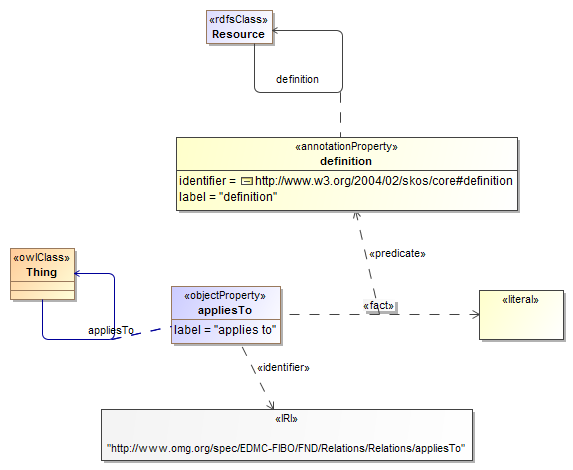 «rdfsClass»
Resource
definition
«annotationProperty»
definition
identifier = http://www.w3.org/2004/02/skos/core#definition
label = "definition"
«predicate»
«owlClass»
Thing
appliesTo
«objectProperty»
appliesTo
label = "applies to"
«fact»
«literal»
«identifier»
«IRI»
"http://www.omg.org/spec/EDMC-FIBO/FND/Relations/Relations/appliesTo"